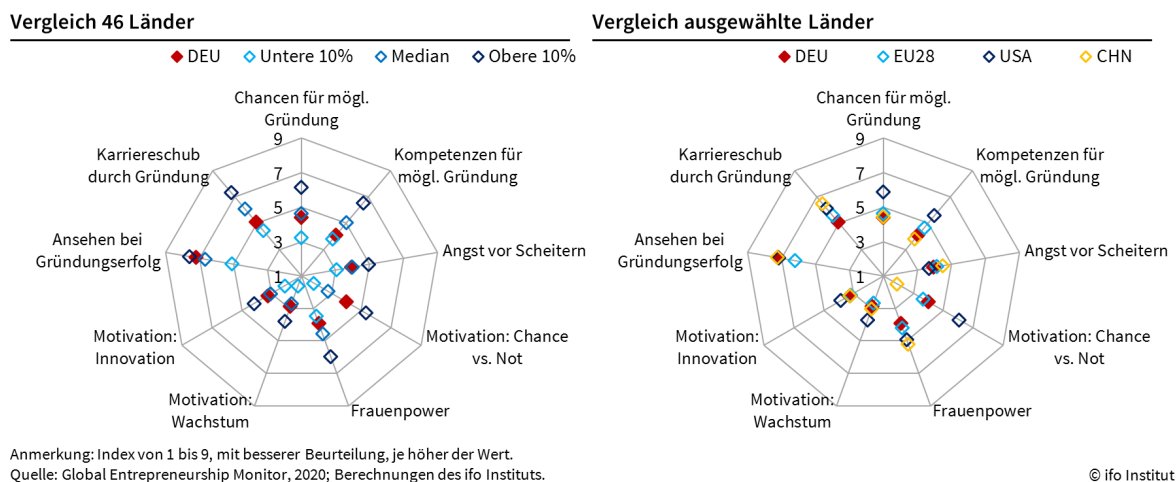 Vergleich 46 Länder
DEU
Untere 10%
Median
Obere 10%
Chancen für mögl.
Gründung
Kompetenzen für
mögl. Gründung
Angst vor Scheitern
Motivation: Chance
vs. Not
Frauenpower
Motivation:
Wachstum
Motivation:
Innovation
Ansehen bei
Gründungserfolg
Karriereschub
durch Gründung
9
7
5
3
1
Vergleich ausgewählte Länder
DEU
EU28
USA
CHN
Chancen für mögl.
Gründung
Kompetenzen für
mögl. Gründung
Angst vor Scheitern
Motivation: Chance
vs. Not
Frauenpower
Motivation:
Wachstum
Motivation:
Innovation
Ansehen bei
Gründungserfolg
Karriereschub
durch Gründung
9
7
5
3
1
Anmerkung: Index von 1 bis 9, mit besserer Beurteilung, je höher der Wert.
Quelle: Global Entrepreneurship Monitor, 2020; Berechnungen des ifo Instituts.
© ifo Institut